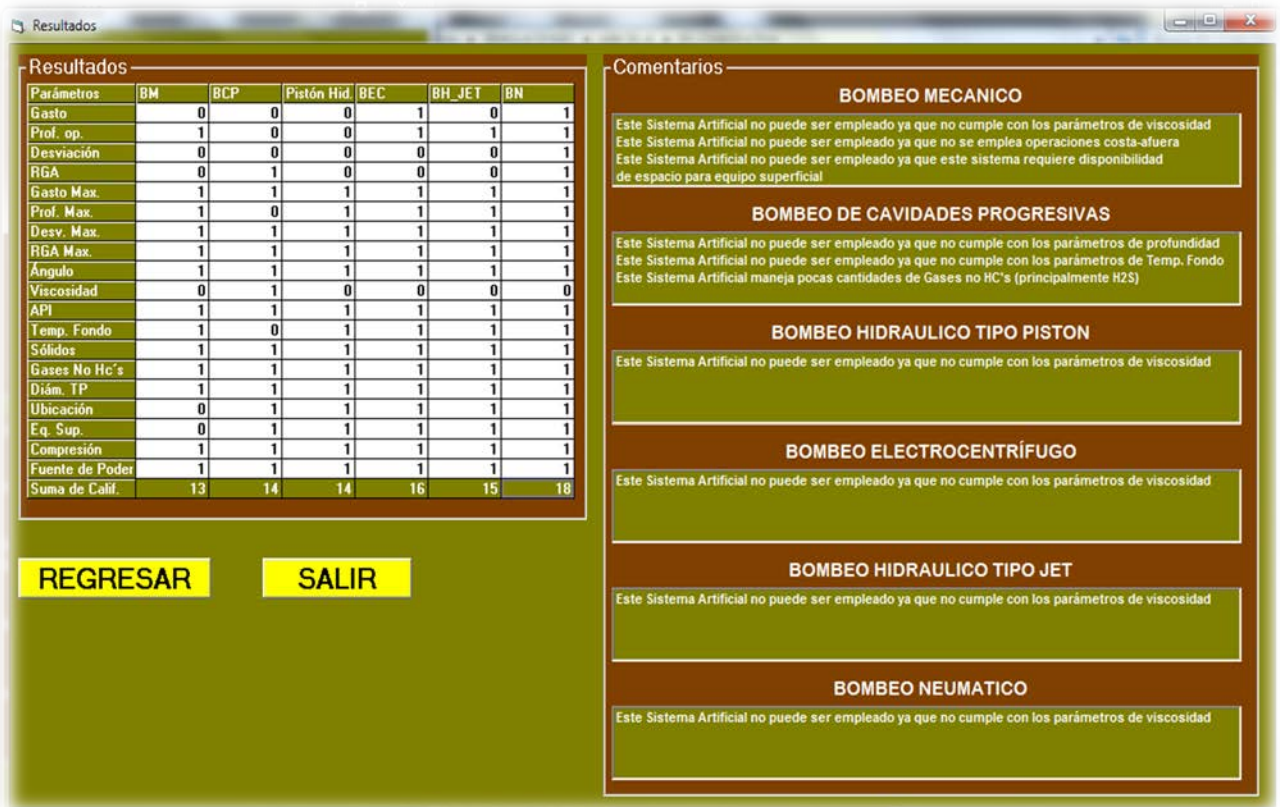 Resultados
Resultados
Parámetros BM BCP Pistón Hid. BEC BH_JET BN
Gasto 0 0 0 1 0 1
Prof. op. 1 0 0 1 1 1
Desviación 0 0 0 0 0 1
RGA 0 1 0 0 0 1
Gasto Max. 1 1 1 1 1 1
Prof. Max. 1 0 1 1 1 1
Desv. Max. 1 1 1 1 1 1
RGA Max. 1 1 1 1 1 1
Ángulo 1 1 1 1 1 1
Viscosidad 0 1 0 0 0 0
API 1 1 1 1 1 1
Temp. Fondo 1 0 1 1 1 1
Sólidos 1 1 1 1 1 1
Gases No Hc´s 1 1 1 1 1 1
Diám. TP 1 1 1 1 1 1
Ubicación 0 1 1 1 1 1
Eq. Sup. 0 1 1 1 1 1
Compresión 1 1 1 1 1 1
Fuente de Poder 1 1 1 1 1 1
Suma de Calif. 13 14 14 16 15 18
REGRESAR
SALIR
Comentarios
BOMBEO MECANICO
Este Sistema Artificial no puede ser empleado ya que no cumple con los parámetros de viscosidad
Este Sistema Artificial no puede ser empleado ya que no se emplea operaciones costa-afuera
Este Sistema Artificial no puede ser empleado ya que este sistema requiere disponibilidad
de espacio para equipo superficial
BOMBEO DE CAVIDADES PROGRESIVAS
Este Sistema Artificial no puede ser empleado ya que no cumple con los parámetros de profundidad
Este Sistema Artificial no puede ser empleado ya que no cumple con los parámetros de Temp. Fondo
Este Sistema Artificial maneja pocas cantidades de Gases no HC's (principalmente H2S)
BOMBEO HIDRAULICO TIPO PISTON
Este Sistema Artificial no puede ser empleado ya que no cumple con los parámetros de viscosidad
BOMBEO ELECTROCENTRÍFUGO
Este Sistema Artificial no puede ser empleado ya que no cumple con los parámetros de viscosidad
BOMBEO HIDRAULICO TIPO JET
Este Sistema Artificial no puede ser empleado ya que no cumple con los parámetros de viscosidad
BOMBEO NEUMATICO
Este Sistema Artificial no puede ser empleado ya que no cumple con los parámetros de viscosidad